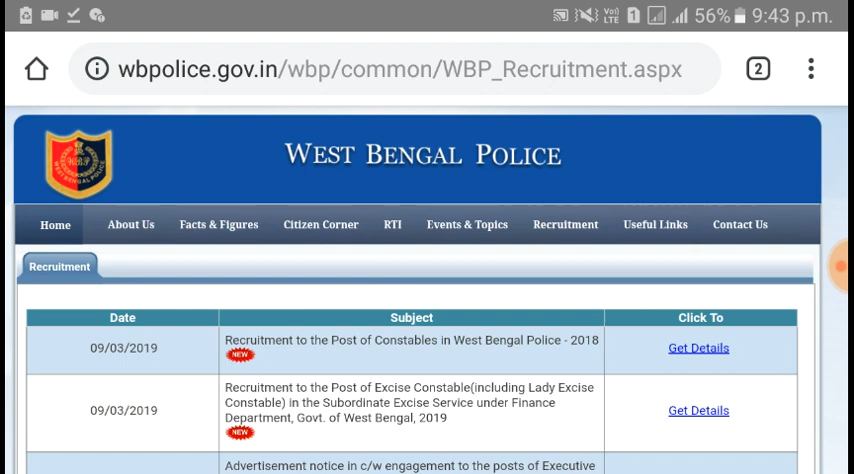 Vo)
LTE
1
56%
9:43 p.m.
wbpolice.gov.in/wbp/common/WBP_Recruitment.aspx
2
WEST BENGAL POLICE
Home About Us Facts & Figures Citizen Corner RTI Events & Topics Recruitment Useful Links Contact Us
Recruitment
Date Subject Click To
09/03/2019 Recruitment to the Post of Constables in West Bengal Police - 2018 Get Details
NEW
Recruitment to the Post of Excise Constable(including Lady Excise
Constable) in the Subordinate Excise Service under Finance
09/03/2019 Get Details
Department, Govt. of West Bengal, 2019
NEW
Advertisement notice in c/w engagement to the posts of Executive